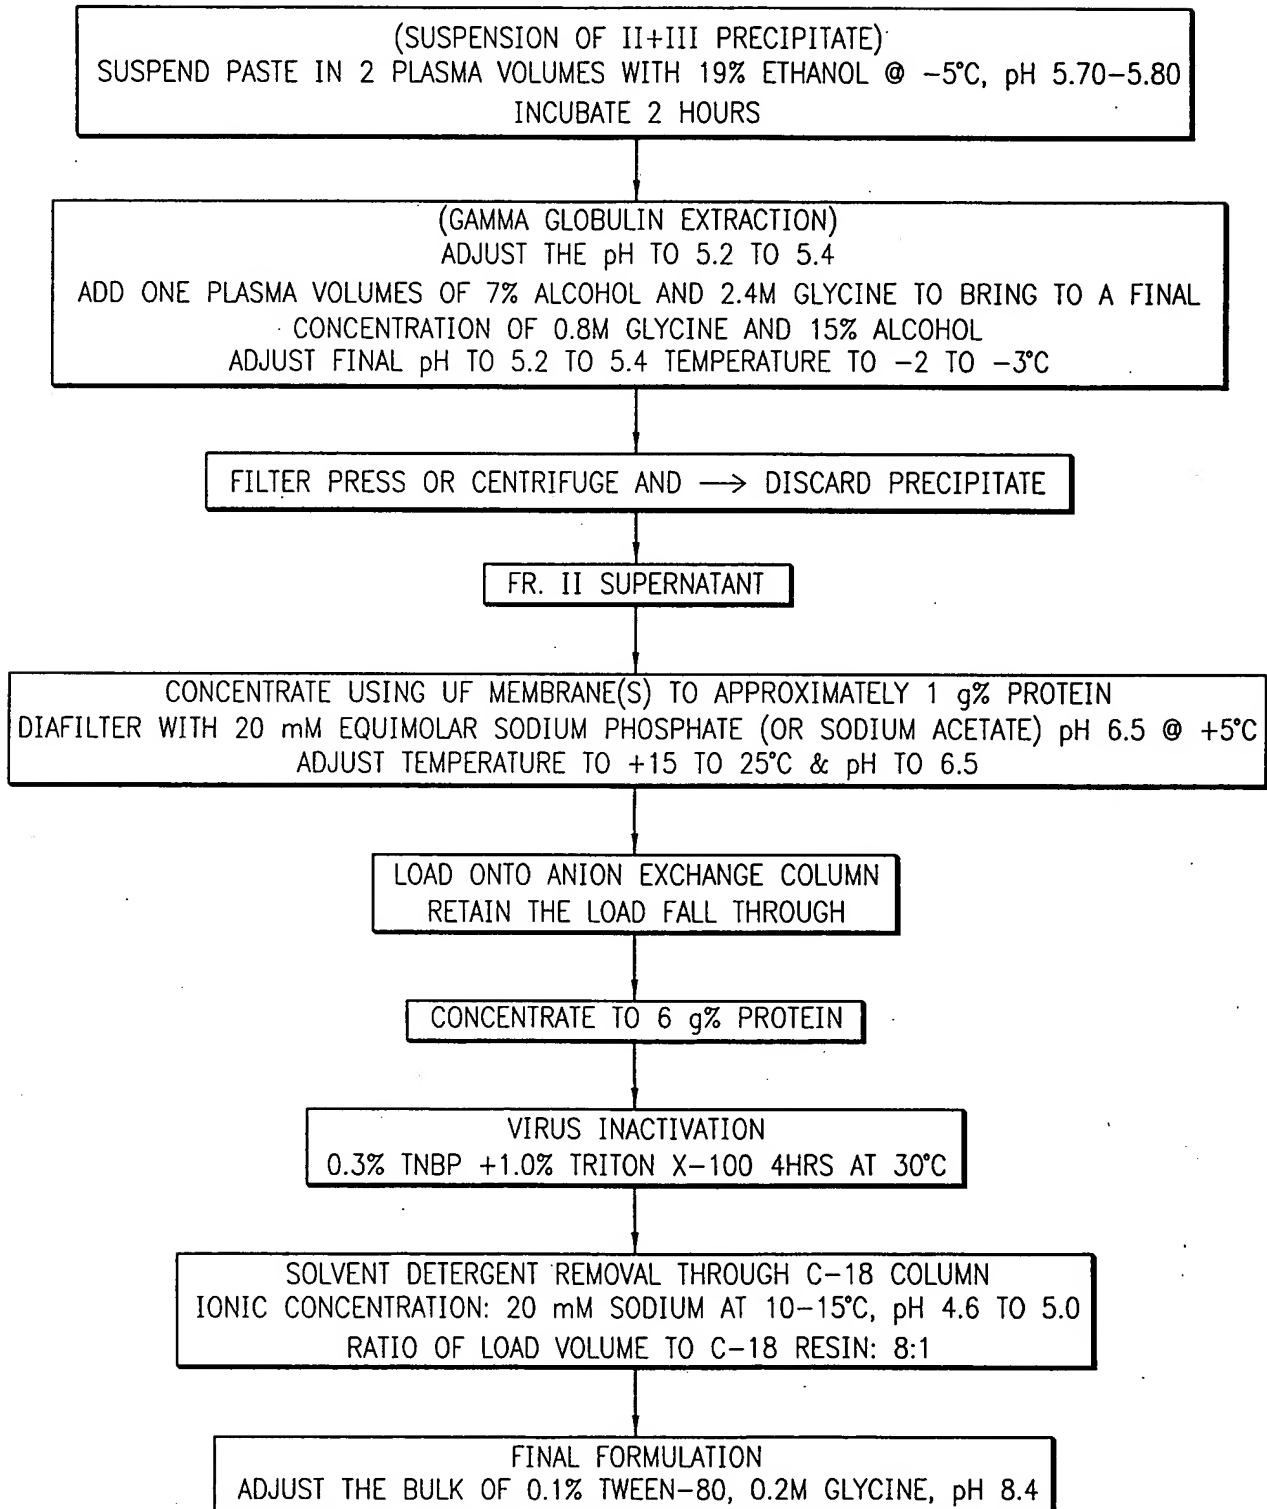 (SUSPENSION OF II+III PRECIPITATE)
SUSPEND PASTE IN 2 PLASMA VOLUMES WITH 19% ETHANOL @ -5°C, pH 5.70-5.80
INCUBATE 2 HOURS
(GAMMA GLOBULIN EXTRACTION)
ADJUST THE pH TO 5.2 TO 5.4
ADD ONE PLASMA VOLUMES OF 7% ALCOHOL AND 2.4M GLYCINE TO BRING TO A FINAL
CONCENTRATION OF 0.8M GLYCINE AND 15% ALCOHOL
ADJUST FINAL pH TO 5.2 TO 5.4 TEMPERATURE TO -2 TO -3°C
FILTER PRESS OR CENTRIFUGE AND → DISCARD PRECIPITATE
FR. II SUPERNATANT
CONCENTRATE USING UF MEMBRANE(S) TO APPROXIMATELY 1 g% PROTEIN
DIAFILTER WITH 20 mM EQUIMOLAR SODIUM PHOSPHATE (OR SODIUM ACETATE) pH 6.5 @ +5°C
ADJUST TEMPERATURE TO +15 TO 25°C & pH TO 6.5
LOAD ONTO ANION EXCHANGE COLUMN
RETAIN THE LOAD FALL THROUGH
CONCENTRATE TO 6 g% PROTEIN
VIRUS INACTIVATION
0.3% TNBP +1.0% TRITON X-100 4HRS AT 30°C
SOLVENT DETERGENT REMOVAL THROUGH C-18 COLUMN
IONIC CONCENTRATION: 20 mM SODIUM AT 10-15°C, pH 4.6 TO 5.0
RATIO OF LOAD VOLUME TO C-18 RESIN: 8:1
FINAL FORMULATION
ADJUST THE BULK OF 0.1% TWEEN-80, 0.2M GLYCINE, pH 8.4